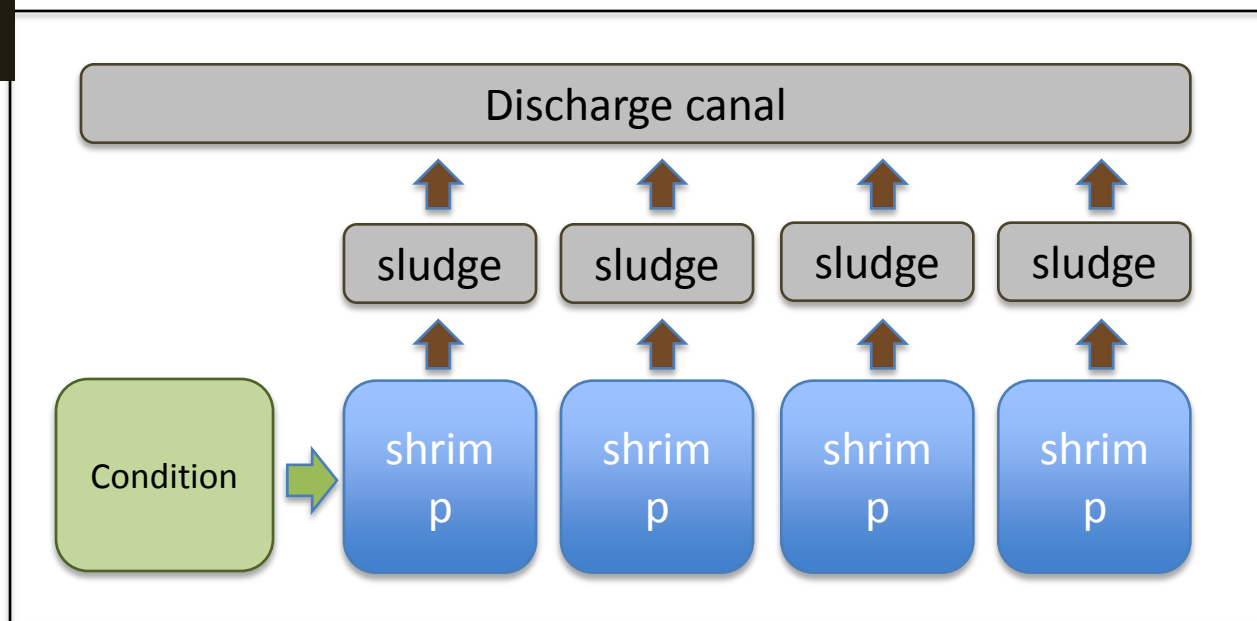 Discharge canal
sludge sludge sludge sludge
Condition
shrim shrim shrim shrim
p p p p